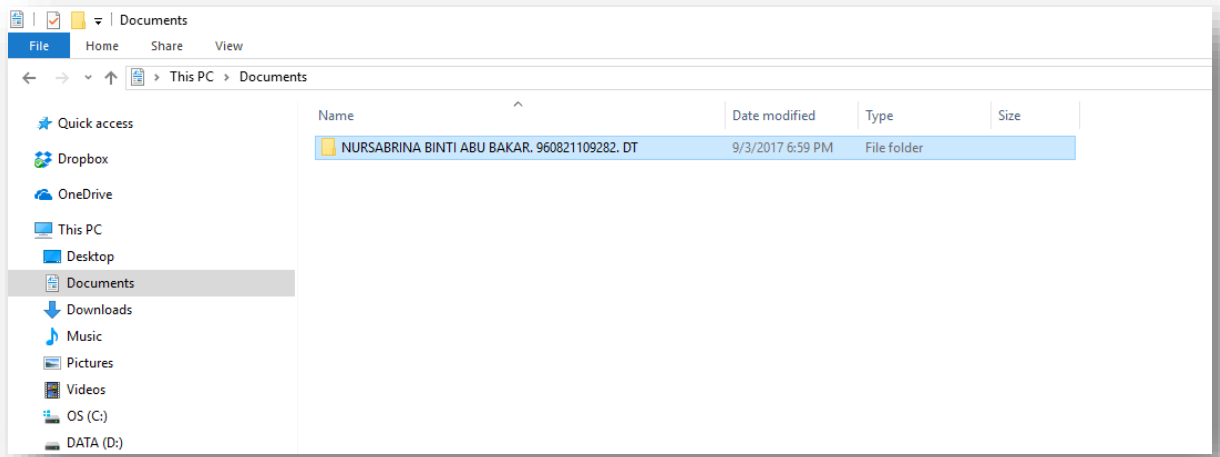 Documents
File Home Share View
This PC Documents
Name Date modified Type Size
NURSABRINA BINTI ABU BAKAR. 960821109282. DT 9/3/2017 6:59 PM File folder
Quick access
Dropbox
OneDrive
This PC
Desktop
Documents
Downloads
Music
Pictures
Videos
OS (C:)
DATA (D:)